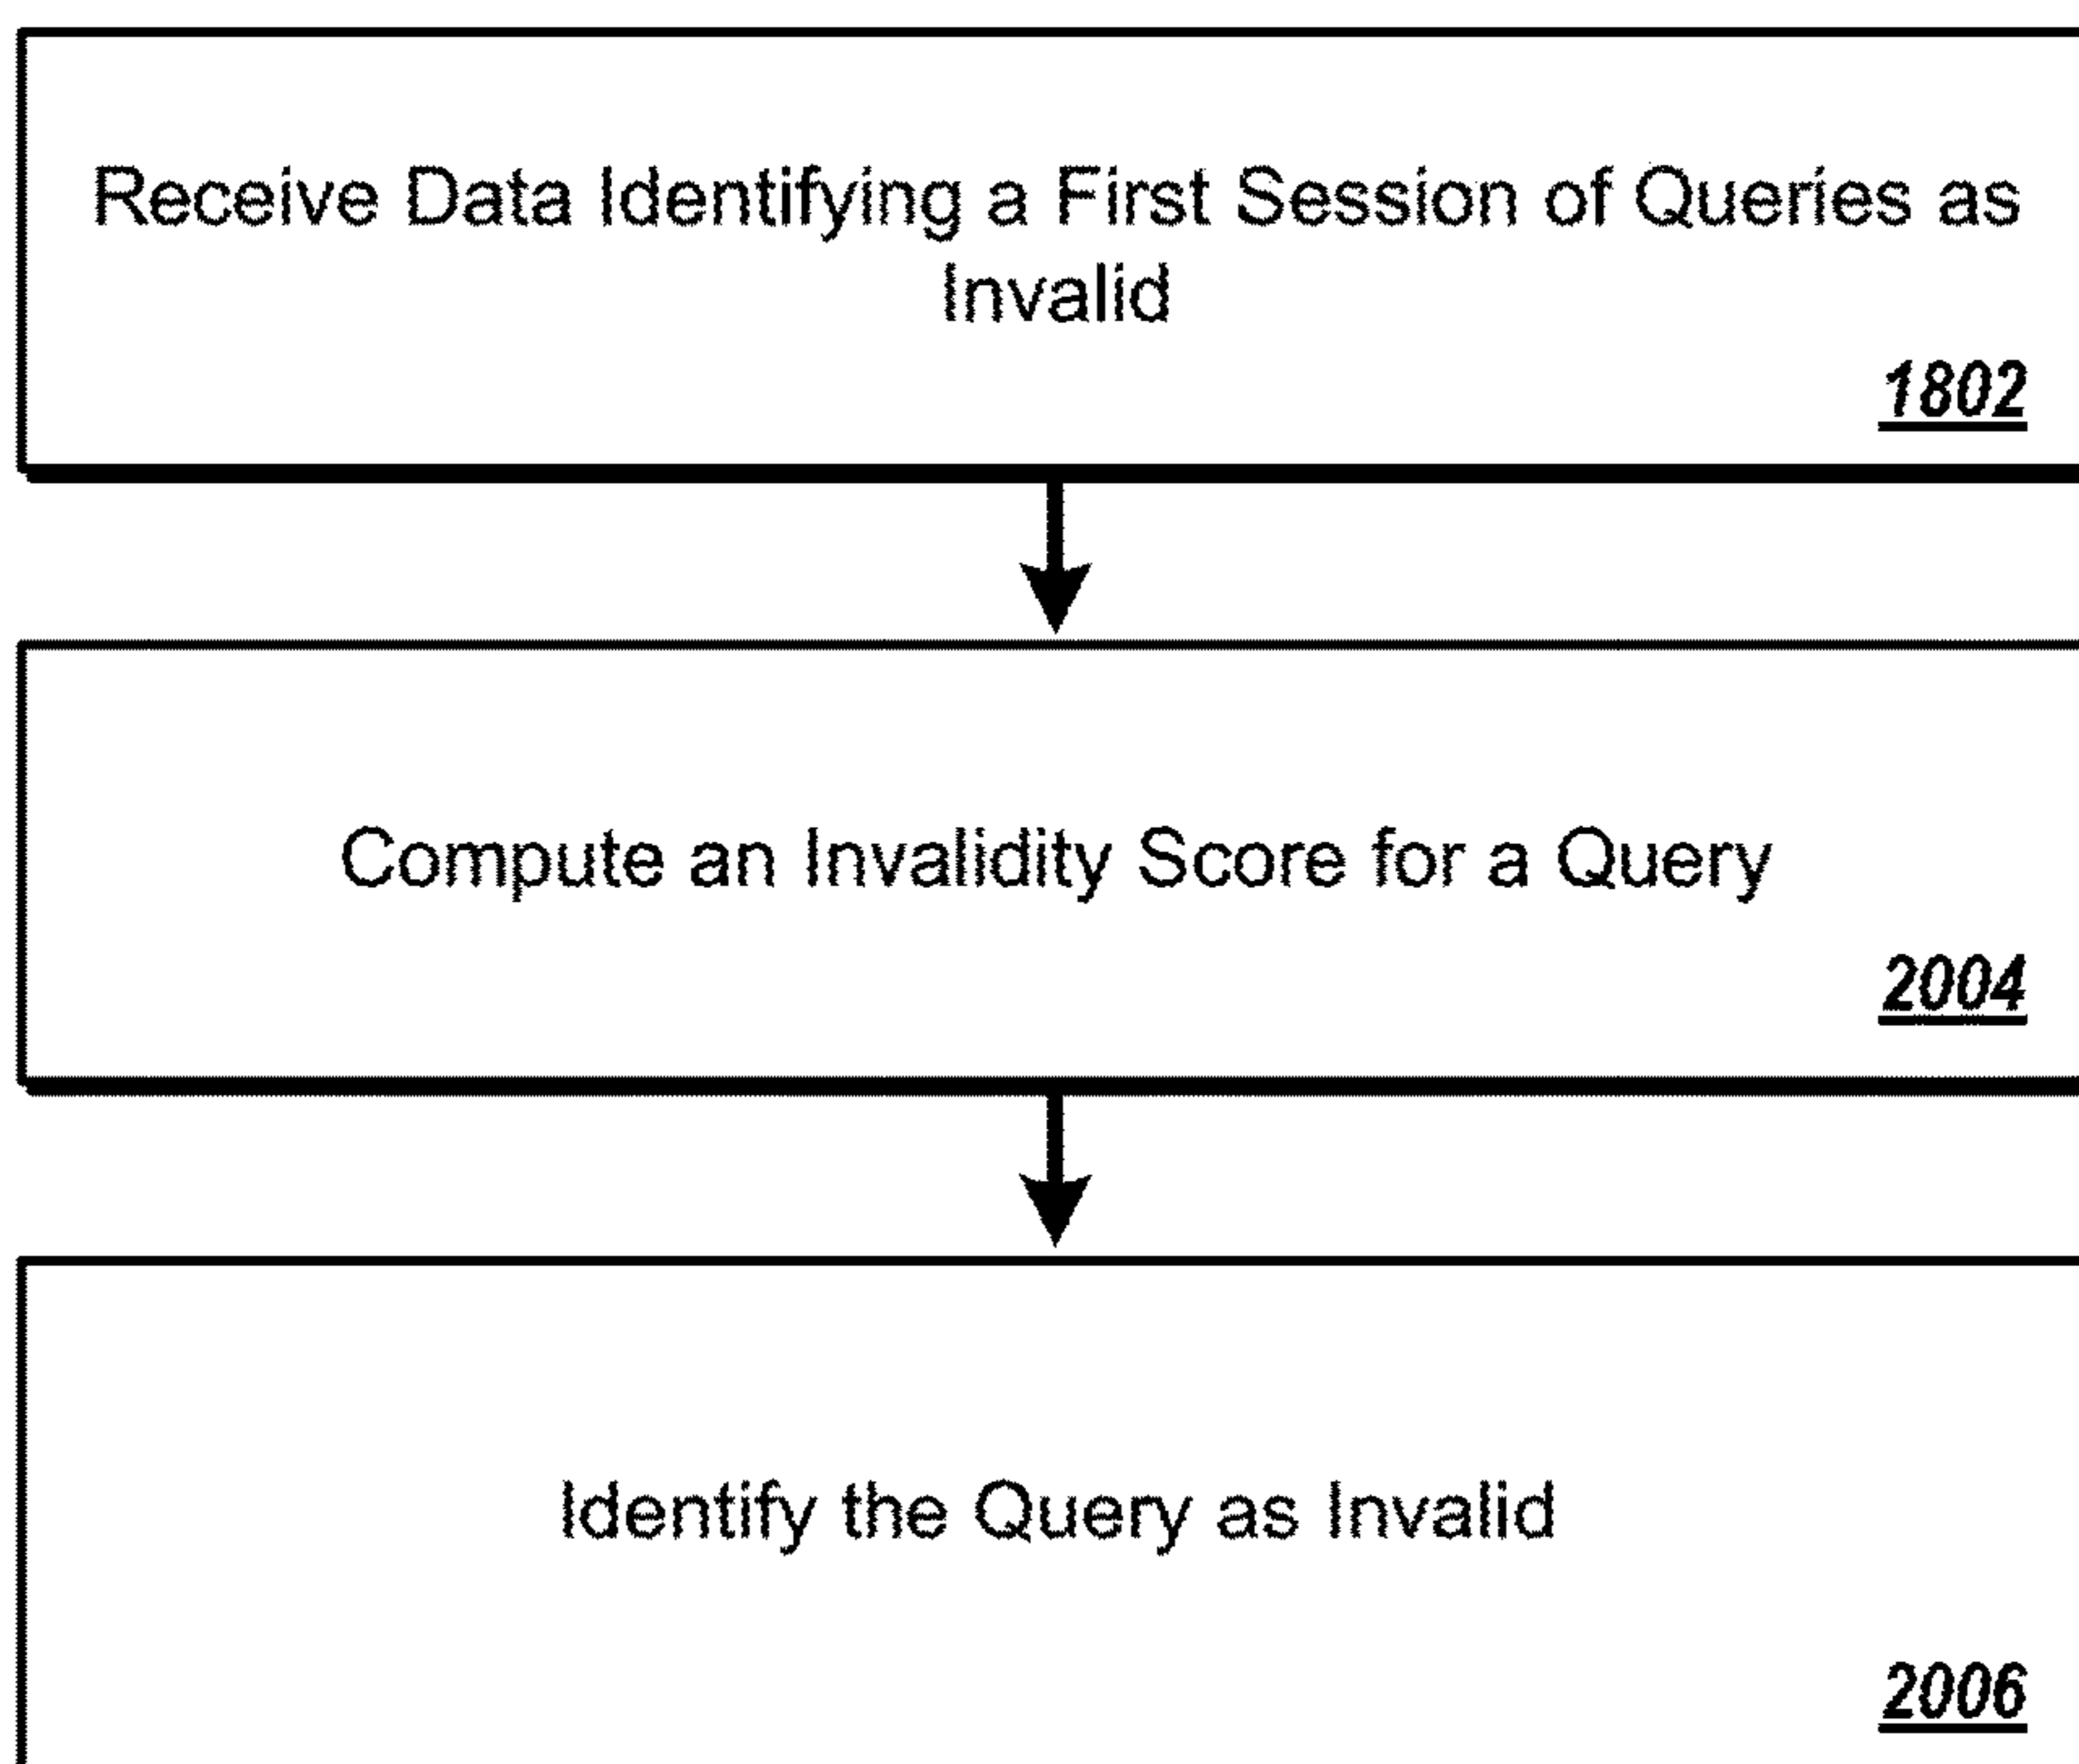 Receive Data Identifying a First Session of Queries as
Invalid
1802
Compute an Invalidity Score for a Query
2004
Identify the Query as Invalid
2006